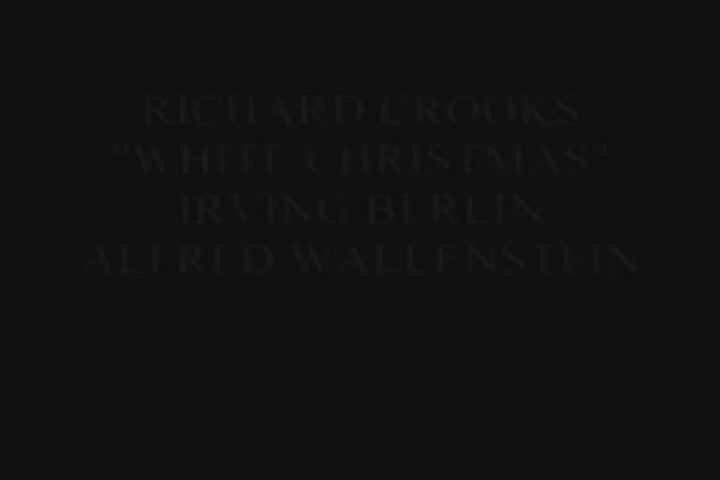 RICHARD CROOKS
"WHITE CHRISTMAS"
IRVING BERLIN
ALFRED WALLENSTEIN